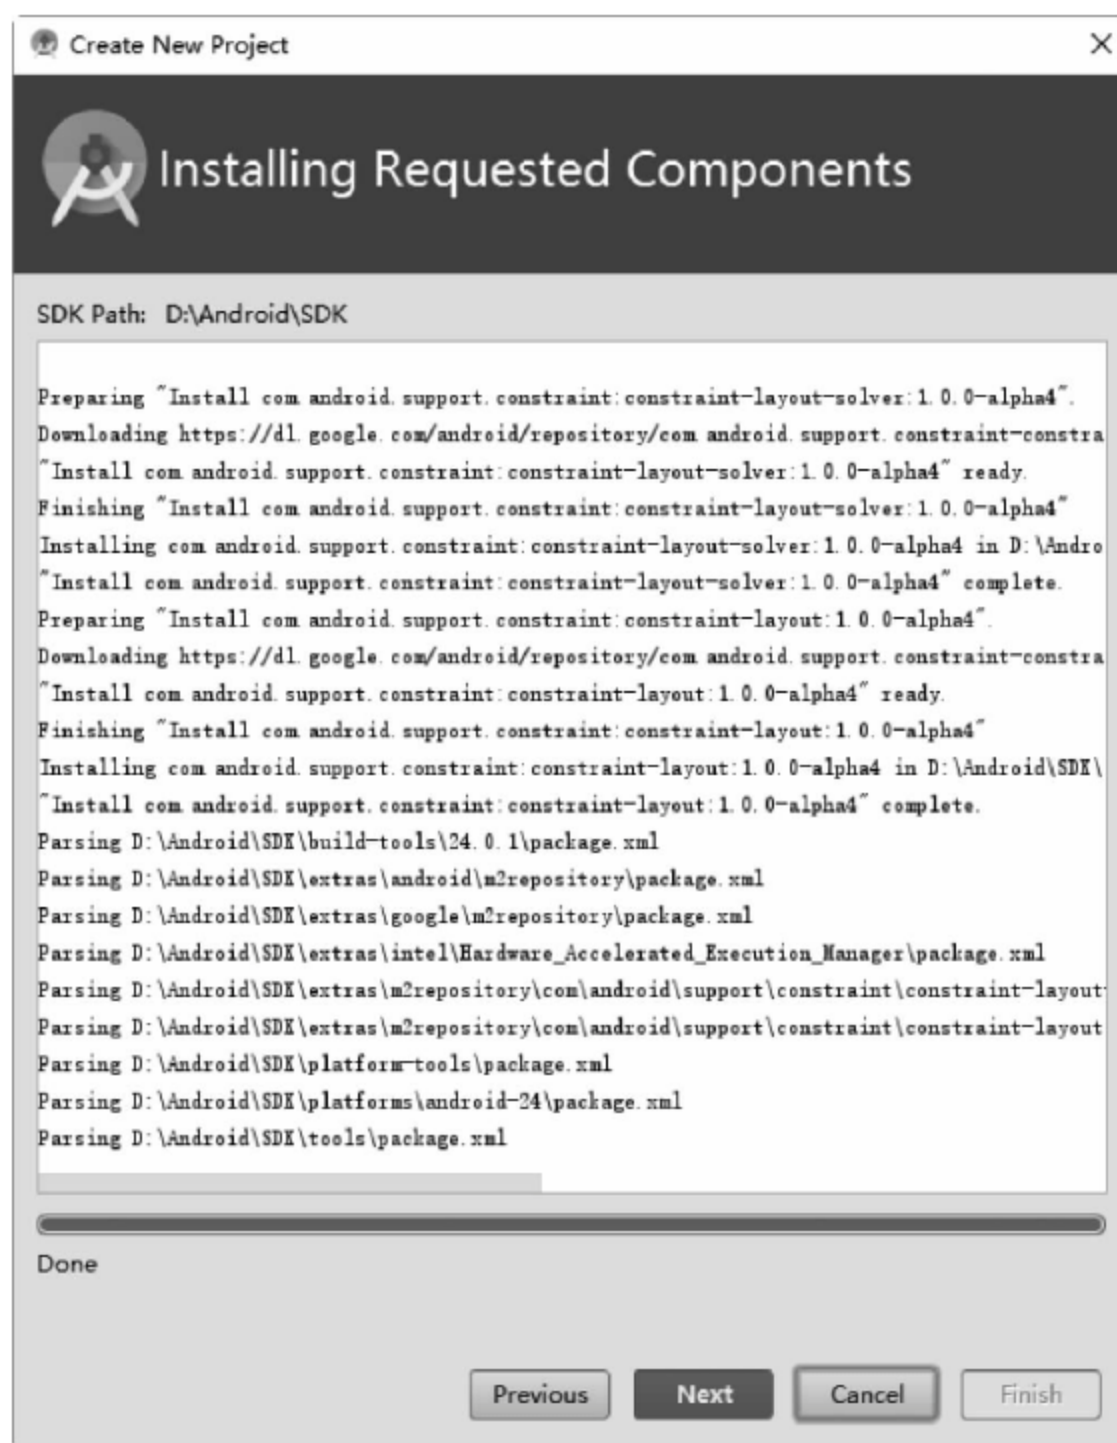 Create New Project
Installing Requested Components
SDK Path: D:\Android\SDK
Preparing "Install com.android.support.constraint:constraint-layout-solver:1.0.0-alpha4".
Downloading https://dl.google.com/android/repository/com.android.support.constraint-constra
"Install com.android.support.constraint:constraint-layout-solver:1.0.0-alpha4" ready.
Finishing "Install com.android.support.constraint:constraint-layout-solver:1.0.0-alpha4"
Installing com.android.support.constraint:constraint-layout-solver:1.0.0-alpha4 in D:\Andro
"Install com.android.support.constraint:constraint-layout-solver:1.0.0-alpha4" complete.
Preparing "Install com.android.support.constraint:constraint-layout:1.0.0-alpha4".
Downloading https://dl.google.com/android/repository/com.android.support.constraint-constra
"Install com.android.support.constraint:constraint-layout:1.0.0-alpha4" ready.
Finishing "Install com.android.support.constraint:constraint-layout:1.0.0-alpha4"
Installing com.android.support.constraint:constraint-layout:1.0.0-alpha4 in D:\Android\SDK\
"Install com.android.support.constraint:constraint-layout:1.0.0-alpha4" complete.
Parsing D:\Android\SDK\build-tools\24.0.1\package.xml
Parsing D:\Android\SDK\extras\android\m2repository\package.xml
Parsing D:\Android\SDK\extras\google\m2repository\package.xml
Parsing D:\Android\SDK\extras\intel\Hardware_Accelerated_Execution_Manager\package.xml
Parsing D:\Android\SDK\extras\m2repository\com\android\support\constraint\constraint-layout-
Parsing D:\Android\SDK\extras\m2repository\com\android\support\constraint\constraint-layout
Parsing D:\Android\SDK\platform-tools\package.xml
Parsing D:\Android\SDK\platforms\android-24\package.xml
Parsing D:\Android\SDK\tools\package.xml
Done
Previous Next Cancel Finish